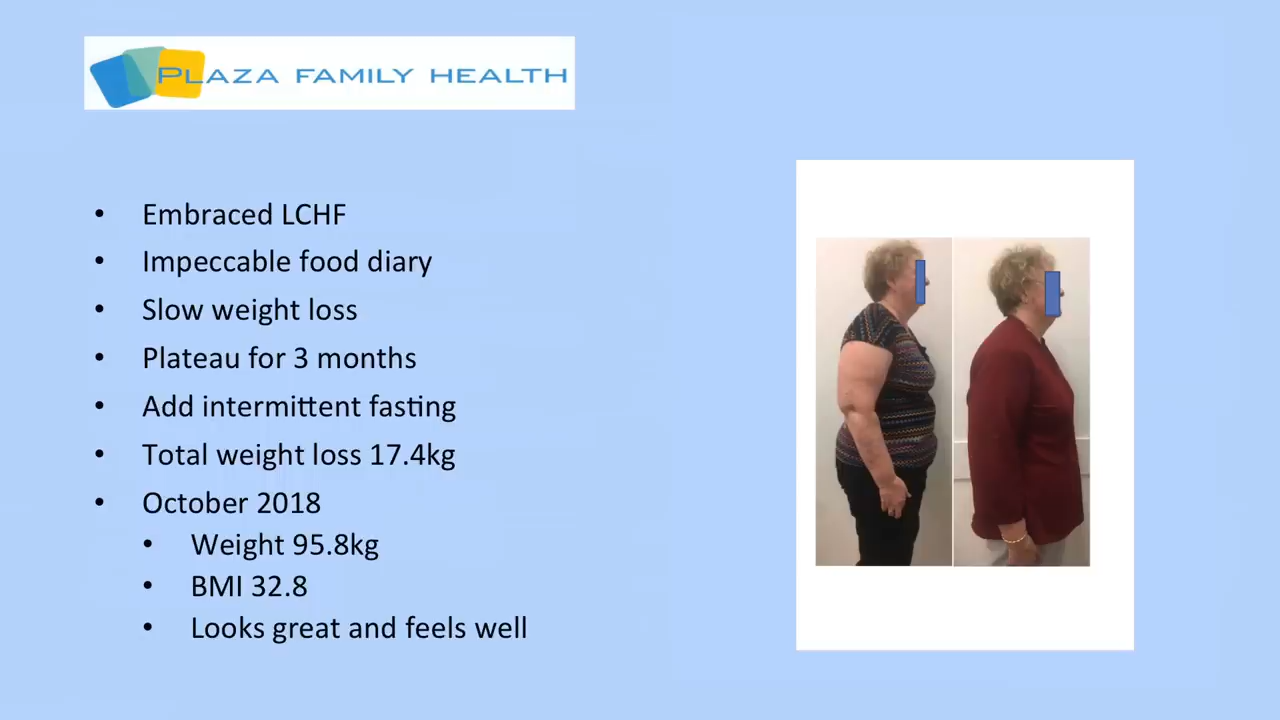 PLAZA FAMILY HEALTH
• Embraced LCHF
• Impeccable food diary
• Slow weight loss
• Plateau for 3 months
• Add intermittent fasting
• Total weight loss 17.4kg
• October 2018
• Weight 95.8kg
• BMI 32.8
• Looks great and feels well